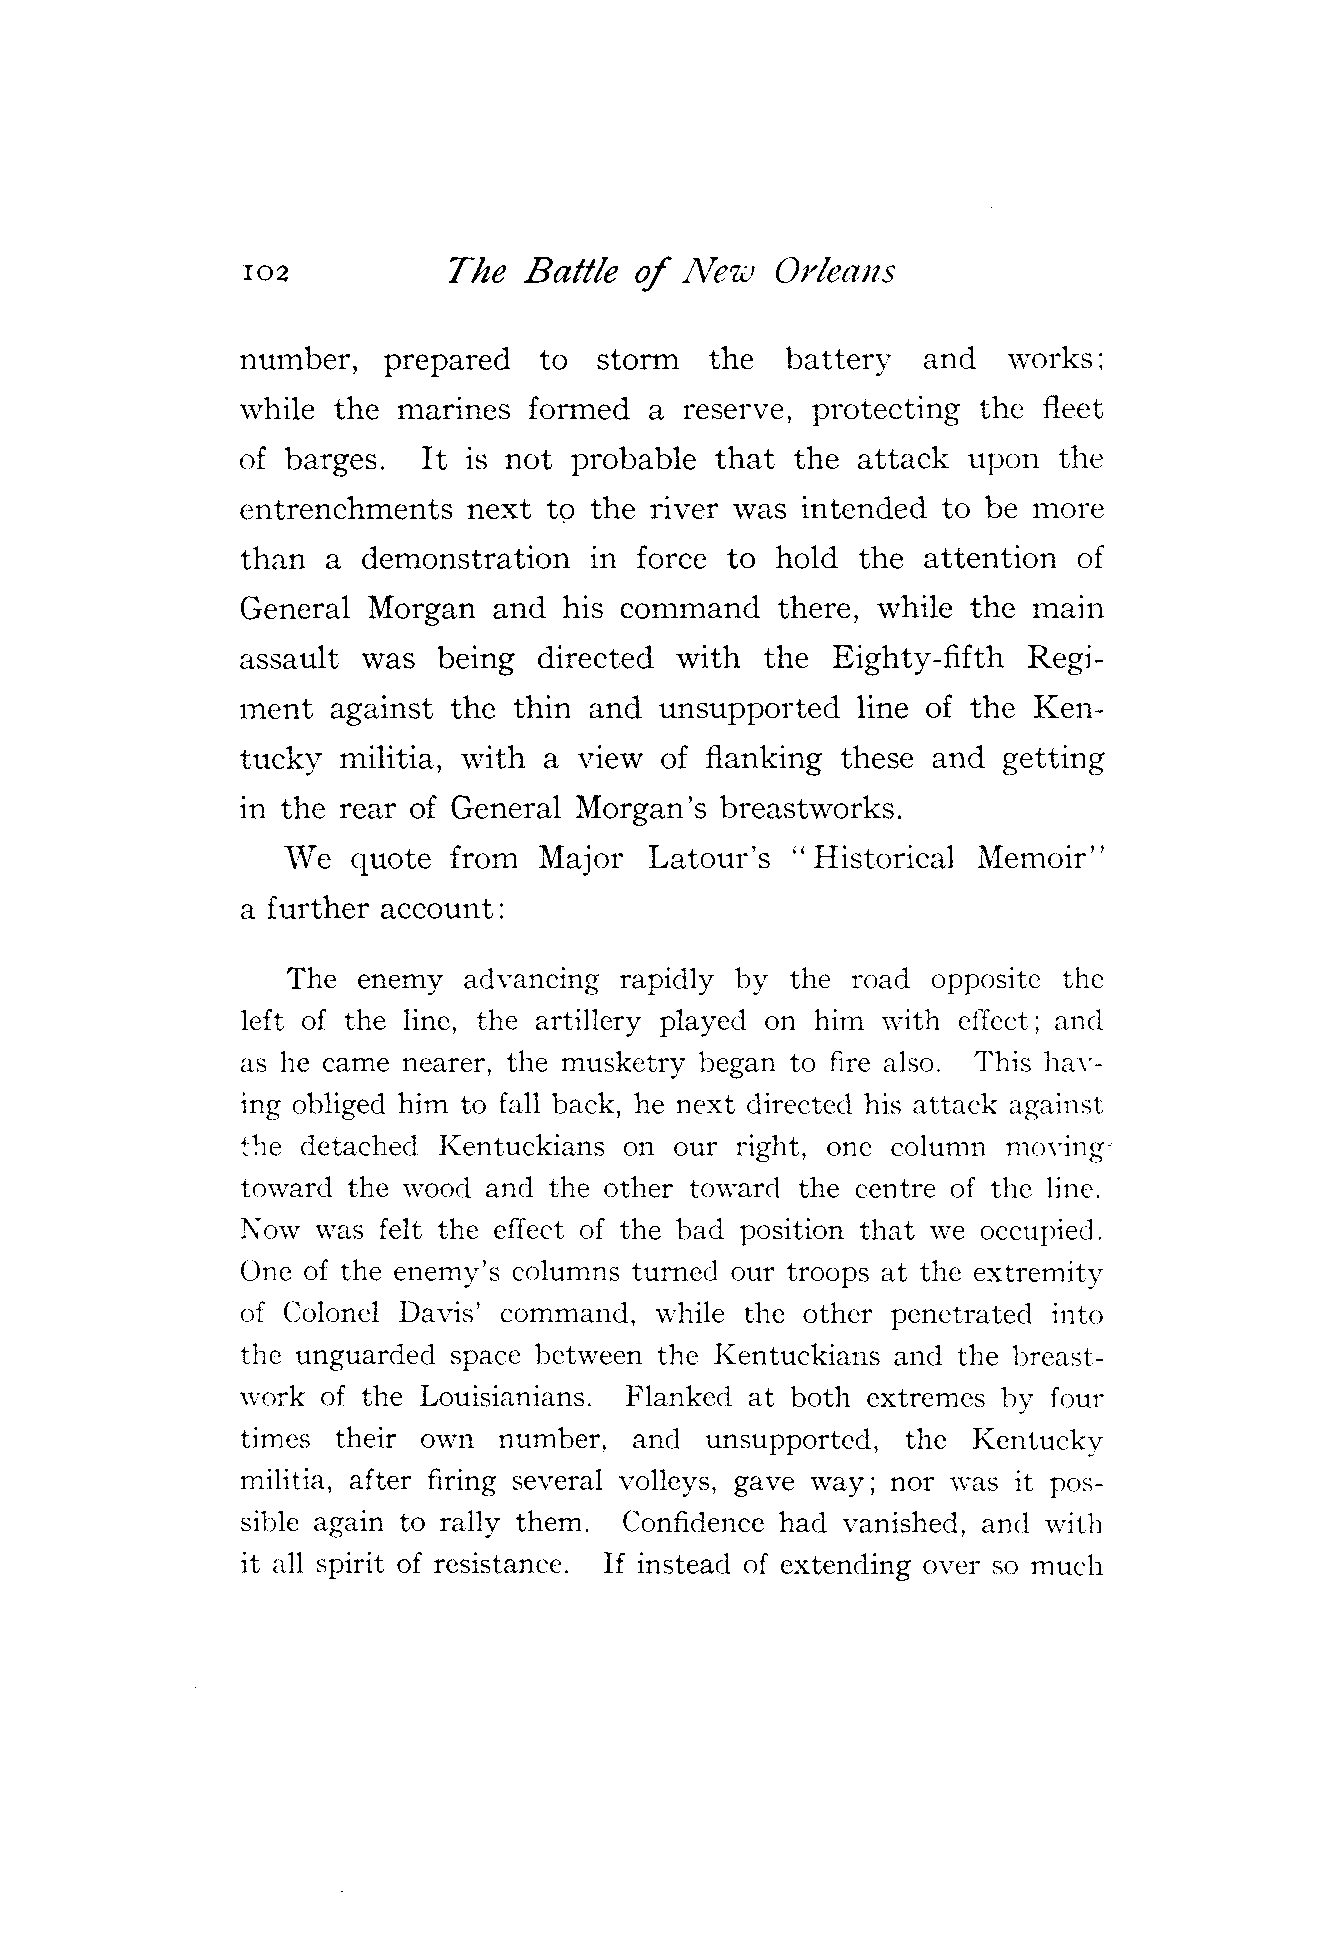 102 The Battle of New Orleans
number, prepared to storm the battery and works;
while the marines formed a reserve, protecting the fleet
of barges. It is not probable that the attack upon the
entrenchments next to the river was intended to be more
than a demonstration in force to hold the attention of
General Morgan and his command there, while the main
assault was being directed with the Eighty-fifth Regi-
ment against the thin and unsupported line of the Ken-
tucky militia, with a view of flanking these and getting
in the rear of General Morgan's breastworks.
We quote from Major Latour's "Historical Memoir"
a further account:
The enemy advancing rapidly by the road opposite the
left of the line, the artillery played on him with effect; and
as he came nearer, the musketry began to fire also. This hav-
ing obliged him to fall back, he next directed his attack against
the detached Kentuckians on our right, one column moving
toward the wood and the other toward the centre of the line.
Now was felt the effect of the bad position that we occupied.
One of the enemy's columns turned our troops at the extremity
of Colonel Davis' command, while the other penetrated into
the unguarded space between the Kentuckians and the breast-
work of the Louisianians. Flanked at both extremes by four
times their own number, and unsupported, the Kentucky
militia, after firing several volleys, gave way; nor was it pos-
sible again to rally them. Confidence had vanished, and with
it all spirit of resistance. If instead of extending over so much